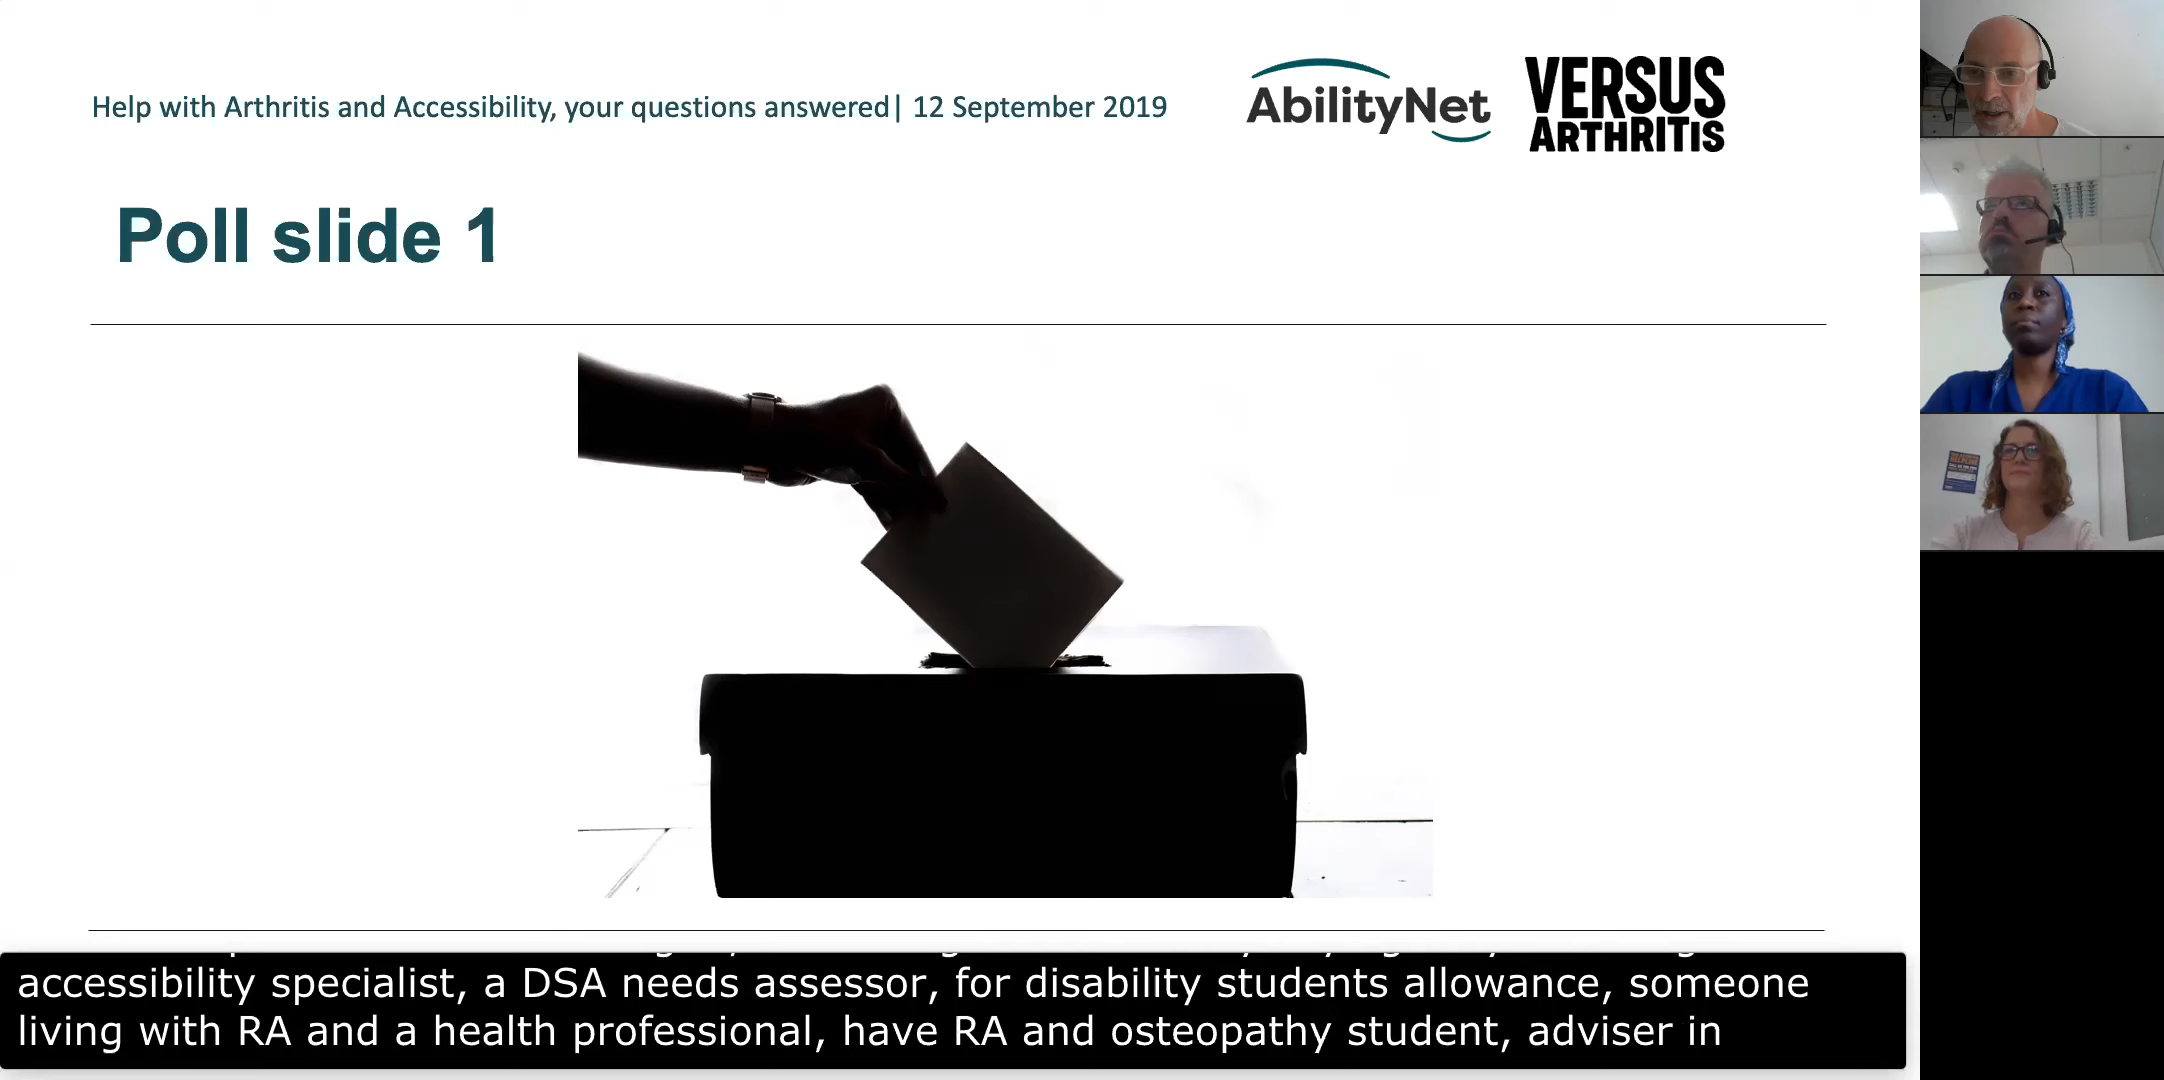 Help with Arthritis and Accessibility, your questions answered| 12 September 2019
AbilityNet
VERSUS
ARTHRITIS
Poll slide 1
accessibility specialist, a DSA needs assessor, for disability students allowance, someone
living with RA and a health professional, have RA and osteopathy student, adviser in